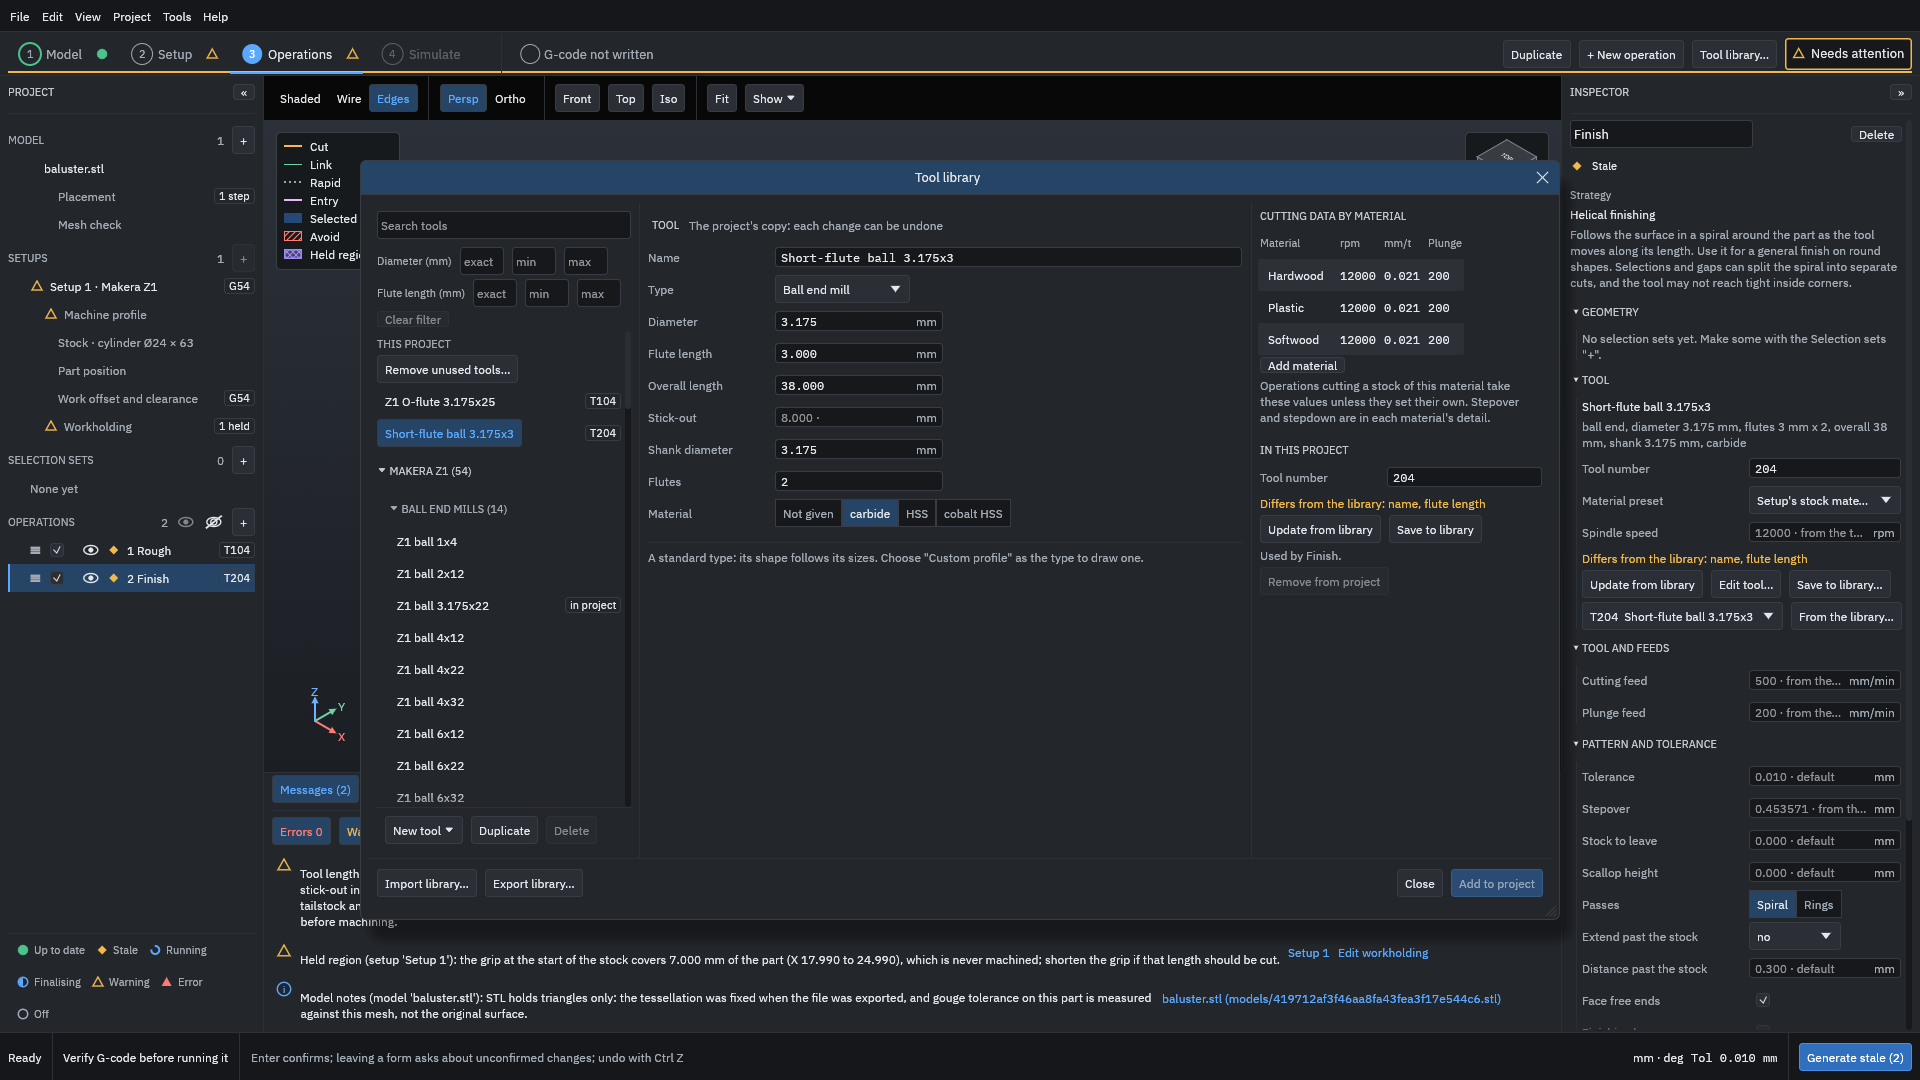 File Edit View Project Tools Help
1 Model 2 Setup 3 Operations 4 Simulate G-code not written Duplicate + New operation Tool library... Needs attention
PROJECT «
Shaded Wire Edges Persp Ortho Front Top Iso Fit Show
INSPECTOR »
MODEL 1 +
baluster.stl
Placement 1 step
Mesh check
SETUPS 1 +
Setup 1 · Makera Z1 G54
Machine profile
Stock · cylinder Ø24 × 63
Part position
Work offset and clearance G54
Workholding 1 held
SELECTION SETS 0 +
None yet
OPERATIONS 2 +
1 Rough T104
2 Finish T204
Up to date Stale Running
Finalising Warning Error
Off
Cut
Link
Rapid
Entry
Selected
Avoid
Held regi
Z
Y
X
Tool library
Search tools
Diameter (mm) exact min max
Flute length (mm) exact min max
Clear filter
THIS PROJECT
Remove unused tools...
Z1 O-flute 3.175x25 T104
Short-flute ball 3.175x3 T204
MAKERA Z1 (54)
BALL END MILLS (14)
Z1 ball 1x4
Z1 ball 2x12
Z1 ball 3.175x22 in project
Z1 ball 4x12
Z1 ball 4x22
Z1 ball 4x32
Z1 ball 6x12
Z1 ball 6x22
Z1 ball 6x32
New tool Duplicate Delete
Import library... Export library...
TOOL The project's copy: each change can be undone
Name Short-flute ball 3.175x3
Type Ball end mill
Diameter 3.175 mm
Flute length 3.000 mm
Overall length 38.000 mm
Stick-out 8.000 · mm
Shank diameter 3.175 mm
Flutes 2
Material Not given carbide HSS cobalt HSS
A standard type: its shape follows its sizes. Choose "Custom profile" as the type to draw one.
CUTTING DATA BY MATERIAL
Material rpm mm/t Plunge
Hardwood 12000 0.021 200
Plastic 12000 0.021 200
Softwood 12000 0.021 200
Add material
Operations cutting a stock of this material take
these values unless they set their own. Stepover
and stepdown are in each material's detail.
IN THIS PROJECT
Tool number 204
Differs from the library: name, flute length
Update from library Save to library
Used by Finish.
Remove from project
Close Add to project
Finish Delete
Stale
Strategy
Helical finishing
Follows the surface in a spiral around the part as the tool
moves along its length. Use it for a general finish on round
shapes. Selections and gaps can split the spiral into separate
cuts, and the tool may not reach tight inside corners.
GEOMETRY
No selection sets yet. Make some with the Selection sets
"+".
TOOL
Short-flute ball 3.175x3
ball end, diameter 3.175 mm, flutes 3 mm x 2, overall 38
mm, shank 3.175 mm, carbide
Tool number 204
Material preset Setup's stock mate...
Spindle speed 12000 · from the t... rpm
Differs from the library: name, flute length
Update from library Edit tool... Save to library...
T204 Short-flute ball 3.175x3 From the library...
TOOL AND FEEDS
Cutting feed 500 · from the... mm/min
Plunge feed 200 · from the... mm/min
PATTERN AND TOLERANCE
Tolerance 0.010 · default mm
Stepover 0.453571 · from th... mm
Stock to leave 0.000 · default mm
Scallop height 0.000 · default mm
Passes Spiral Rings
Extend past the stock no
Distance past the stock 0.300 · default mm
Face free ends
Messages (2)
Errors 0 Wa
Tool length
stick-out in
tailstock an
before machining.
Held region (setup 'Setup 1'): the grip at the start of the stock covers 7.000 mm of the part (X 17.990 to 24.990), which is never machined; shorten the grip if that length should be cut. Setup 1 Edit workholding
Model notes (model 'baluster.stl'): STL holds triangles only: the tessellation was fixed when the file was exported, and gouge tolerance on this part is measured baluster.stl (models/419712af3f46aa8fa43fea3f17e544c6.stl)
against this mesh, not the original surface.
Ready Verify G-code before running it Enter confirms; leaving a form asks about unconfirmed changes; undo with Ctrl Z mm · deg Tol 0.010 mm Generate stale (2)